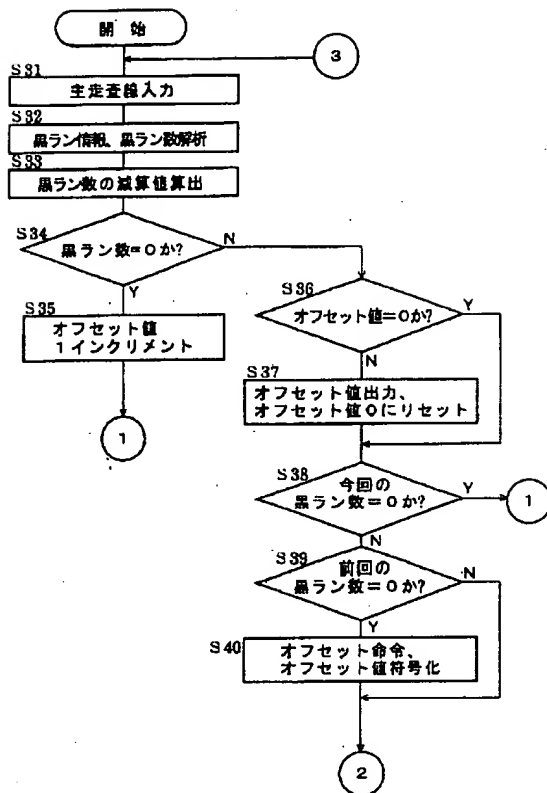 開始
3
S31
主走査線入力
S32
黒ラン情報、黒ラン数解析
S33
黒ラン数の減算値算出
S34
黒ラン数=0か?
N
Y
S35
オフセット値
1インクリメント
1
S36
オフセット値=0か?
Y
N
S37
オフセット値出力、
オフセット値0にリセット
S38
今回の
黒ラン数=0か?
Y
1
N
S39
前回の
黒ラン数=0か?
N
Y
S40
オフセット命令、
オフセット値符号化
2